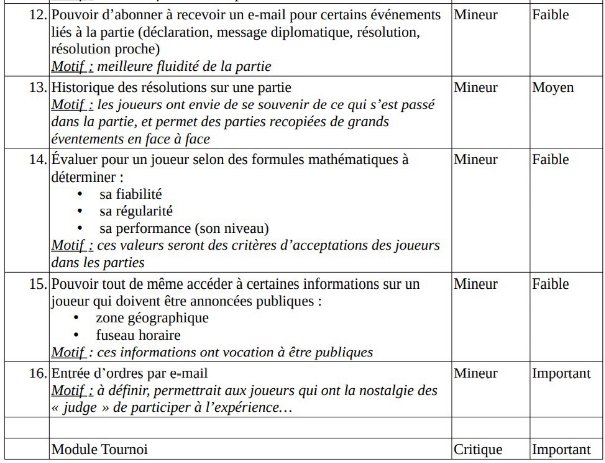 12. Pouvoir d’abonner à recevoir un e-mail pour certains événements Mineur Faible
liés à la partie (déclaration, message diplomatique, résolution,
résolution proche)
Motif : meilleure fluidité de la partie
13. Historique des résolutions sur une partie Mineur Moyen
Motif : les joueurs ont envie de se souvenir de ce qui s’est passé
dans la partie, et permet des parties recopiées de grands
éventements en face à face
14. Évaluer pour un joueur selon des formules mathématiques à Mineur Faible
déterminer :
• sa fiabilité
• sa régularité
• sa performance (son niveau)
Motif : ces valeurs seront des critères d’acceptations des joueurs
dans les parties
15. Pouvoir tout de même accéder à certaines informations sur un Mineur Faible
joueur qui doivent être annoncées publiques :
• zone géographique
• fuseau horaire
Motif : ces informations ont vocation à être publiques
16. Entrée d’ordres par e-mail Mineur Important
Motif : à définir, permettrait aux joueurs qui ont la nostalgie des
« judge » de participer à l’expérience…
Module Tournoi Critique Important